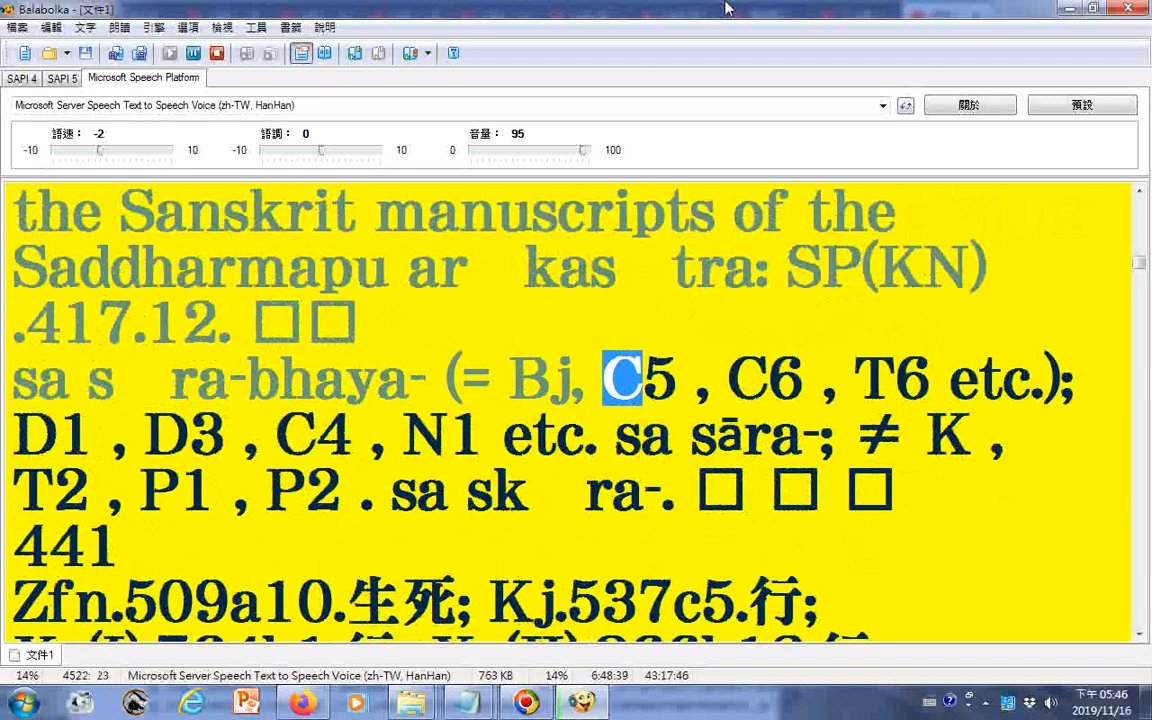 Balabolka - [文件1]
檔案 編輯 文字 朗讀 引擎 選項 檢視 工具 書籤 說明
SAPI 4 SAPI 5 Microsoft Speech Platform
Microsoft Server Speech Text to Speech Voice (zh-TW, HanHan) 關於 預設
語速： -2 語調： 0 音量： 95
-10 10 -10 10 0 100
the Sanskrit manuscripts of the
Saddharmapu ar kas tra: SP(KN)
.417.12. □□
sa s ra-bhaya- (= Bj, C5 , C6 , T6 etc.);
D1 , D3 , C4 , N1 etc. sa sāra-; ≠ K ,
T2 , P1 , P2 . sa sk ra-. □ □ □
441
Zfn.509a10.生死; Kj.537c5.行;
文件1
14% 4522: 23 Microsoft Server Speech Text to Speech Voice (zh-TW, HanHan) 763 KB 14% 6:48:39 43:17:46
下午 05:46
2019/11/16